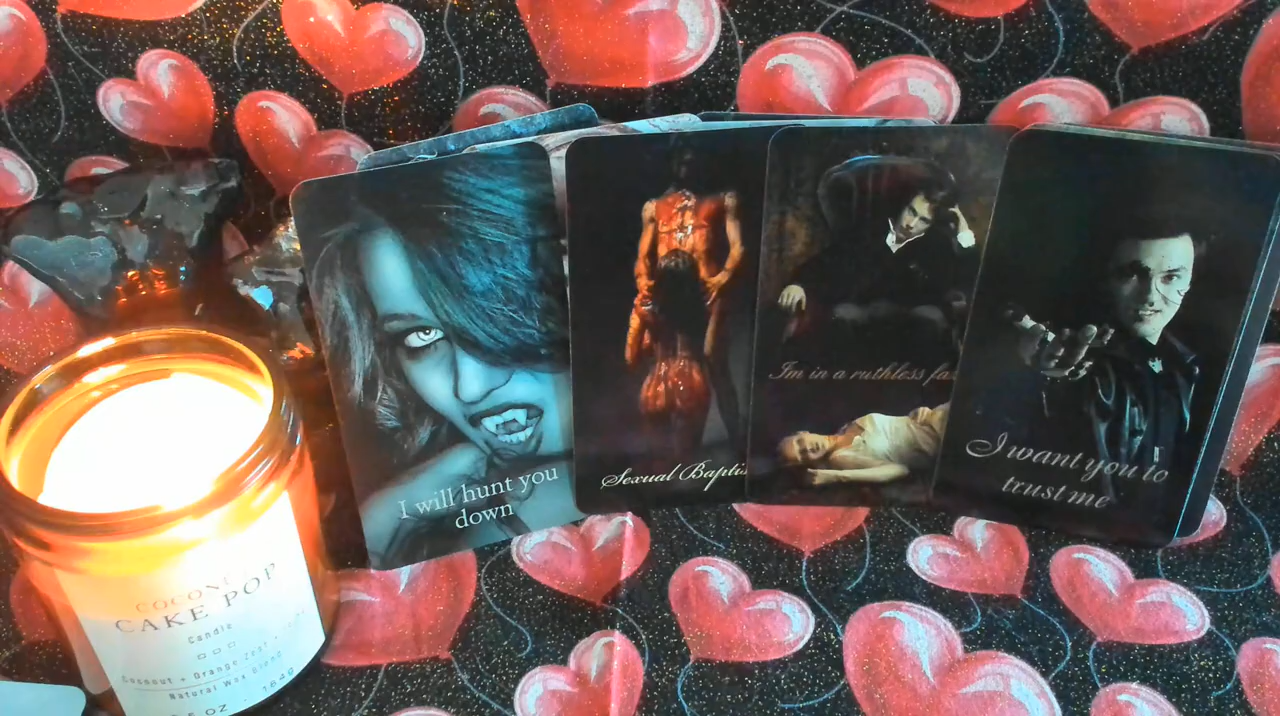 I will hunt you
down
Sexual Baptis
Im in a ruthless fa
I want you to
trust me
COCONUT
CAKE POP
Candle
Coconut + Orange Zest
Natural Wax Blend
OZ